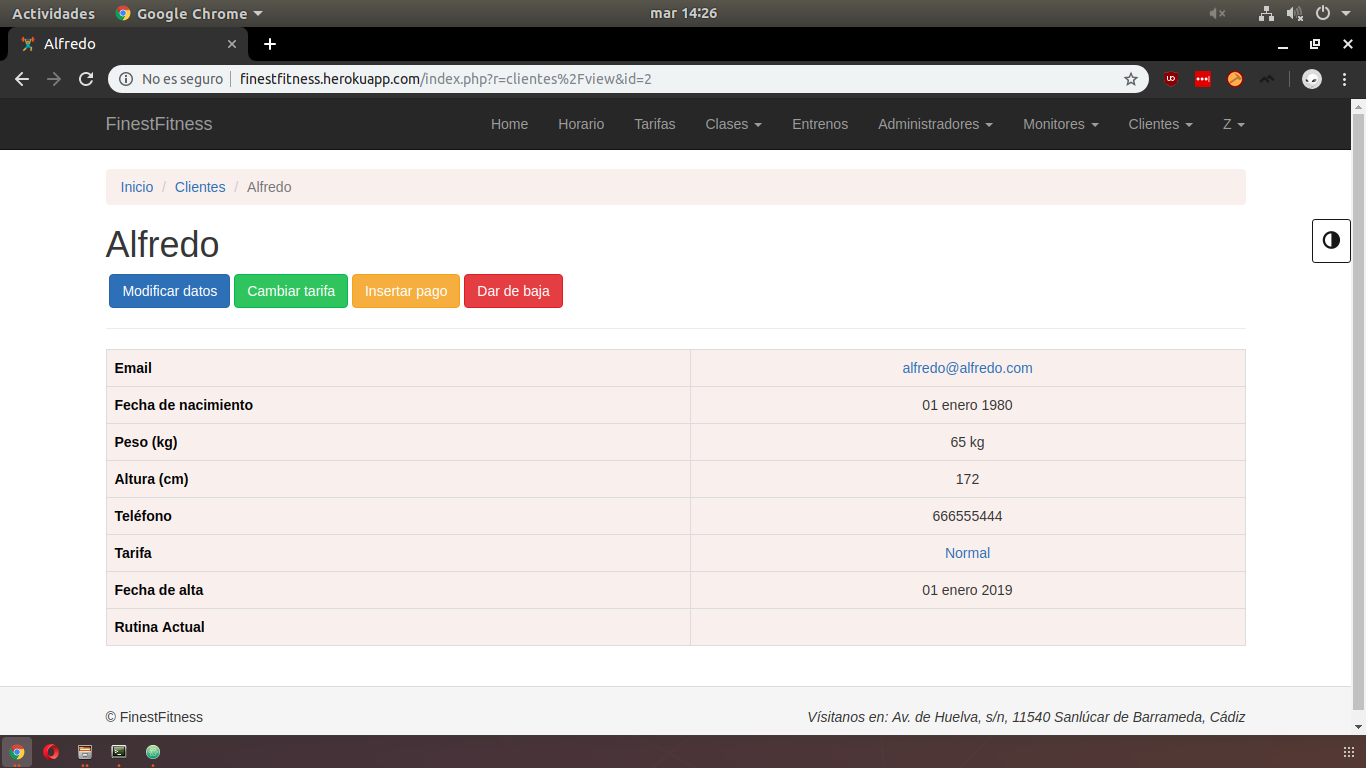 Actividades Google Chrome mar 14:26
Alfredo
No es seguro finestfitness.herokuapp.com/index.php?r=clientes%2Fview&id=2
FinestFitness Home Horario Tarifas Clases Entrenos Administradores Monitores Clientes Z
Inicio / Clientes / Alfredo
Alfredo
Modificar datos Cambiar tarifa Insertar pago Dar de baja
Email alfredo@alfredo.com
Fecha de nacimiento 01 enero 1980
Peso (kg) 65 kg
Altura (cm) 172
Teléfono 666555444
Tarifa Normal
Fecha de alta 01 enero 2019
Rutina Actual
© FinestFitness Vísitanos en: Av. de Huelva, s/n, 11540 Sanlúcar de Barrameda, Cádiz